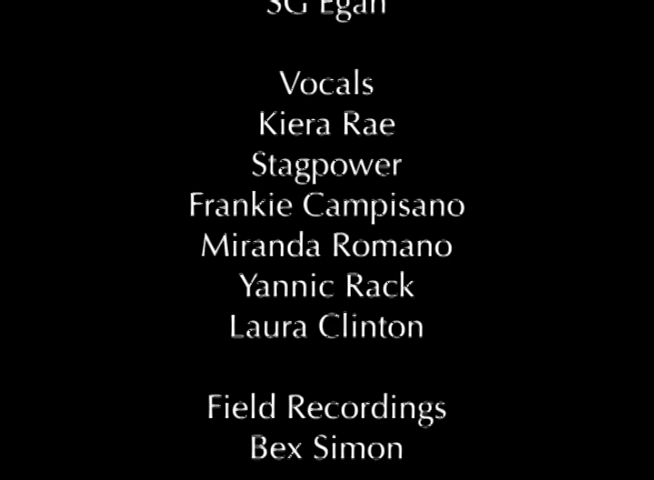 SG Egan
Vocals
Kiera Rae
Stagpower
Frankie Campisano
Miranda Romano
Yannic Rack
Laura Clinton
Field Recordings
Bex Simon